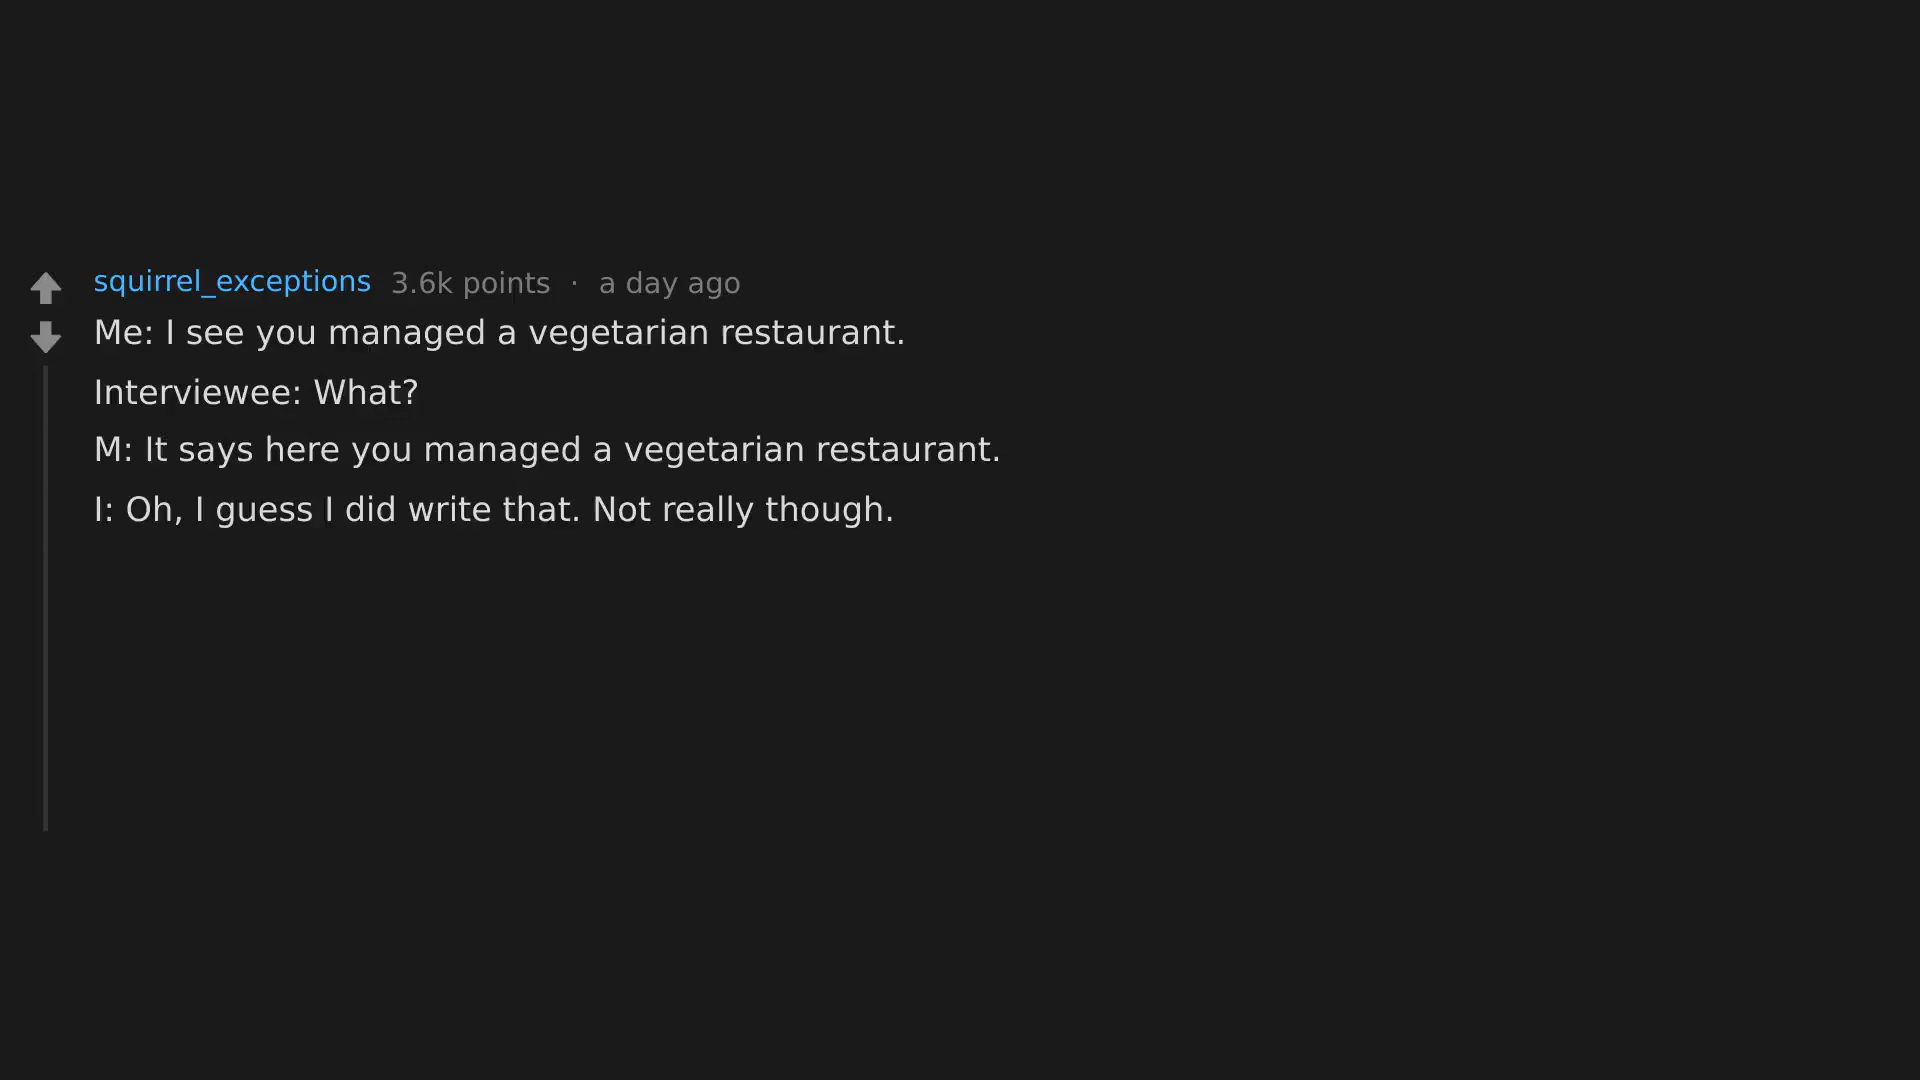 squirrel_exceptions 3.6k points · a day ago
Me: I see you managed a vegetarian restaurant.
Interviewee: What?
M: It says here you managed a vegetarian restaurant.
I: Oh, I guess I did write that. Not really though.